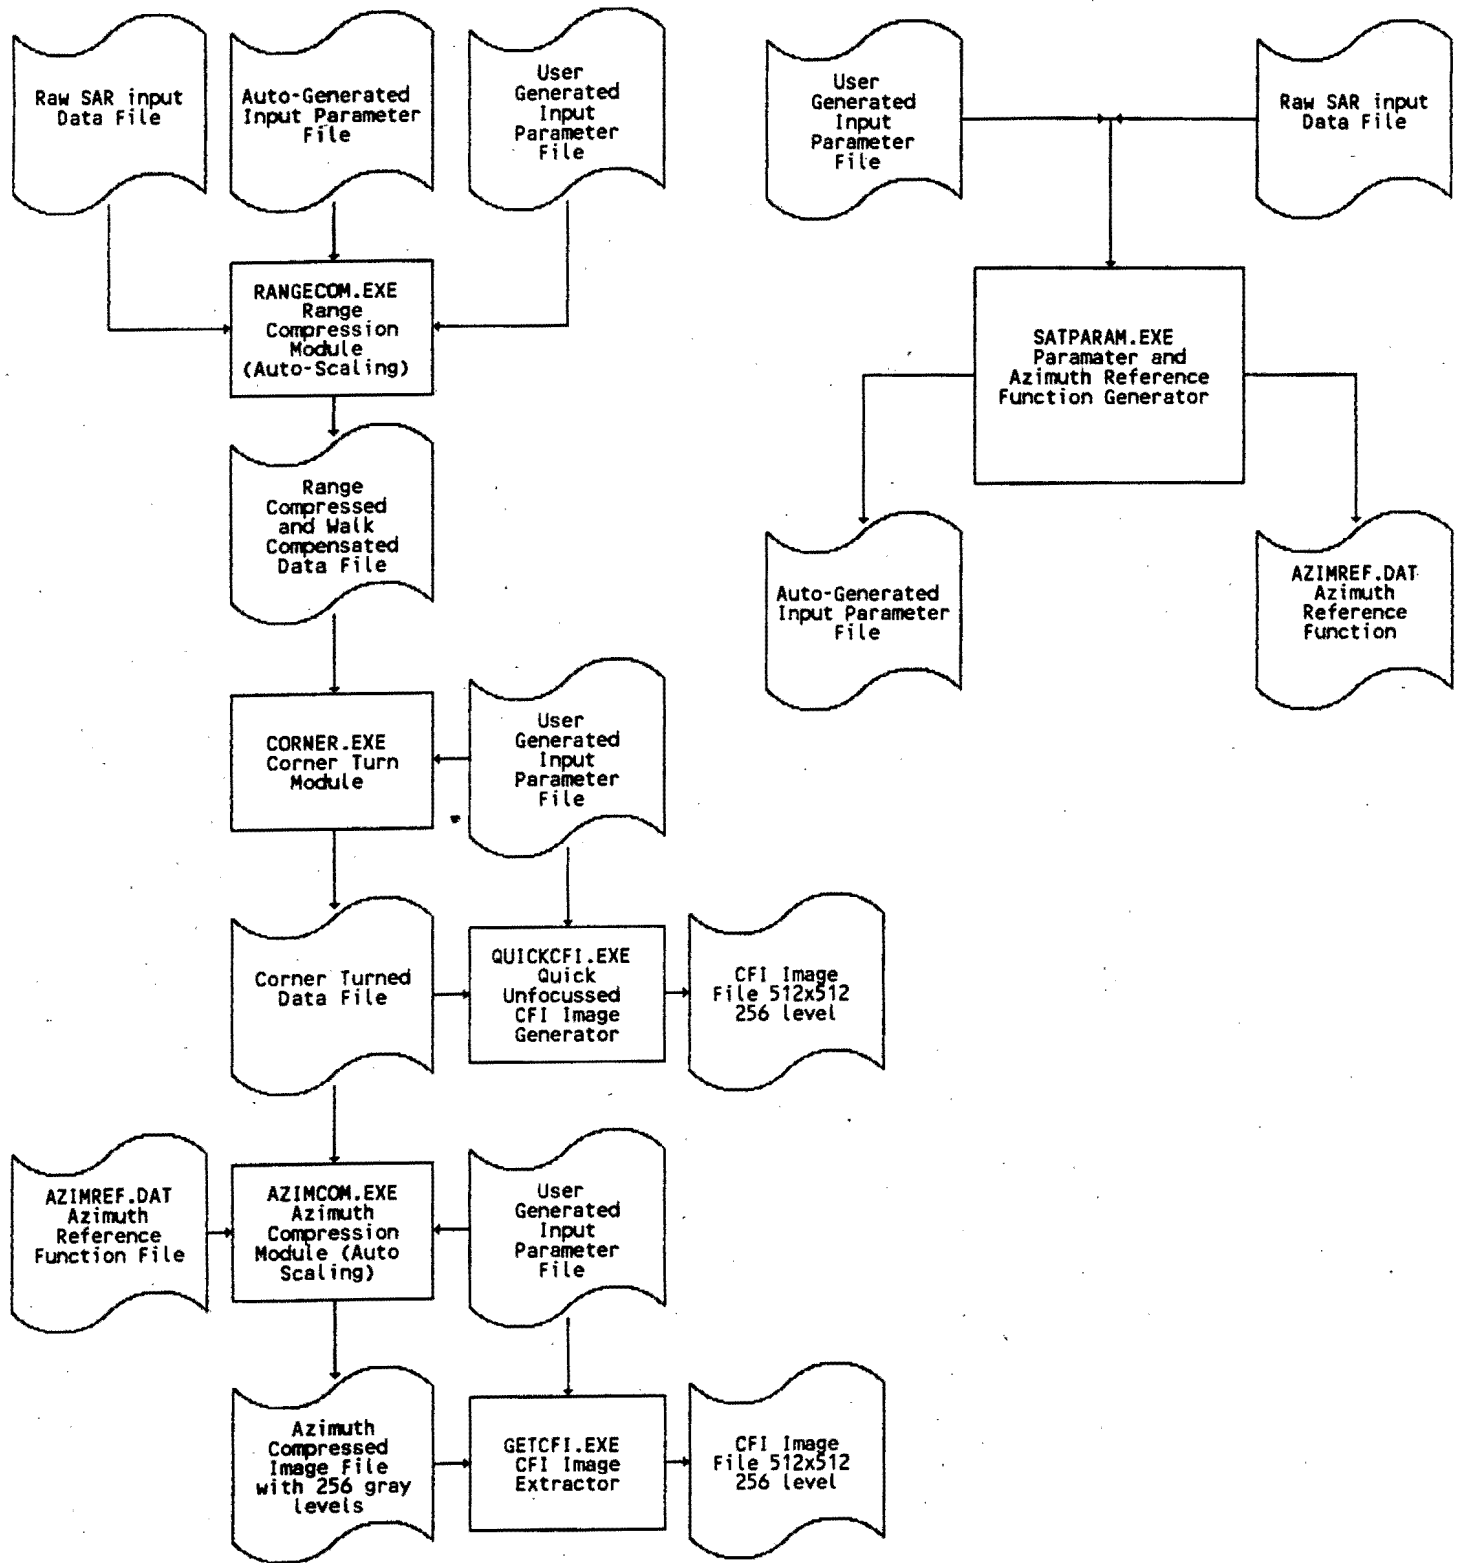 Raw SAR input
Data File
Auto-Generated
Input Parameter
File
User
Generated
Input
Parameter
File
User
Generated
Input
Parameter
File
Raw SAR input
Data File
RANGECOM.EXE
Range
Compression
Module
(Auto-Scaling)
SATPARAM.EXE
Paramater and
Azimuth Reference
Function Generator
Range
Compressed
and Walk
Compensated
Data File
Auto-Generated
Input Parameter
File
AZIMREF.DAT
Azimuth
Reference
Function
CORNER.EXE
Corner Turn
Module
User
Generated
Input
Parameter
File
Corner Turned
Data File
QUICKCFI.EXE
Quick
Unfocussed
CFI Image
Generator
CFI Image
File 512x512
256 level
AZIMREF.DAT
Azimuth
Reference
Function File
AZIMCOM.EXE
Azimuth
Compression
Module (Auto
Scaling)
User
Generated
Input
Parameter
File
Azimuth
Compressed
Image File
with 256 gray
levels
GETCFI.EXE
CFI Image
Extractor
CFI Image
File 512x512
256 level